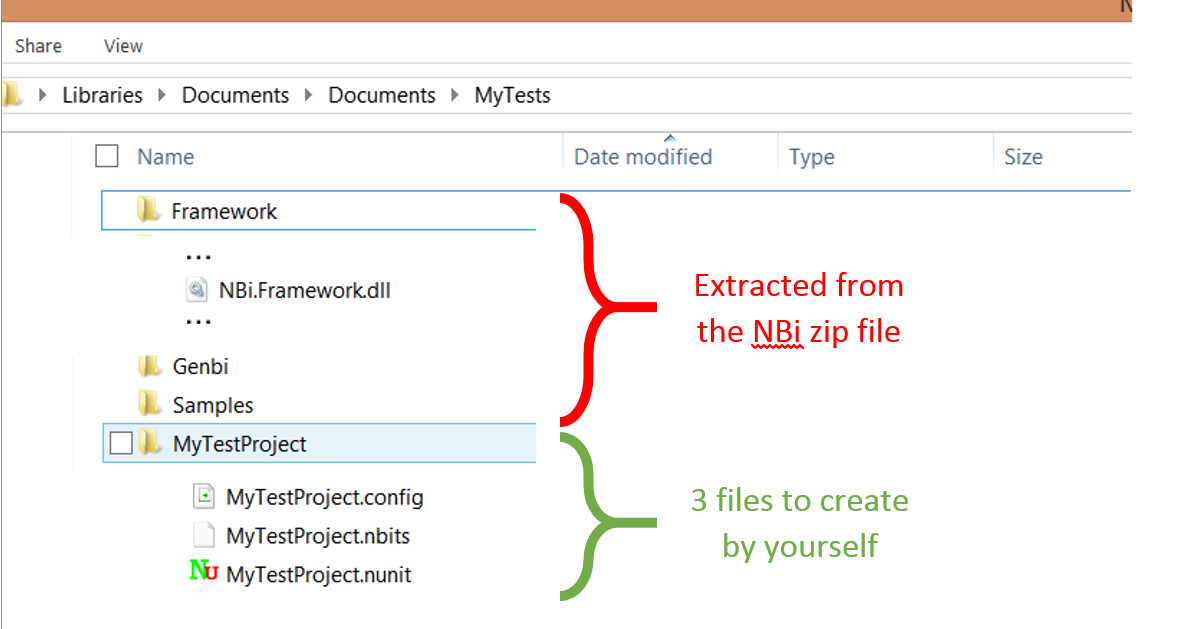 Share View
Libraries Documents Documents MyTests
Name Date modified Type Size
Framework
...
NBi.Framework.dll
...
Genbi
Samples
MyTestProject
MyTestProject.config
MyTestProject.nbits
MyTestProject.nunit
Extracted from
the NBi zip file
3 files to create
by yourself